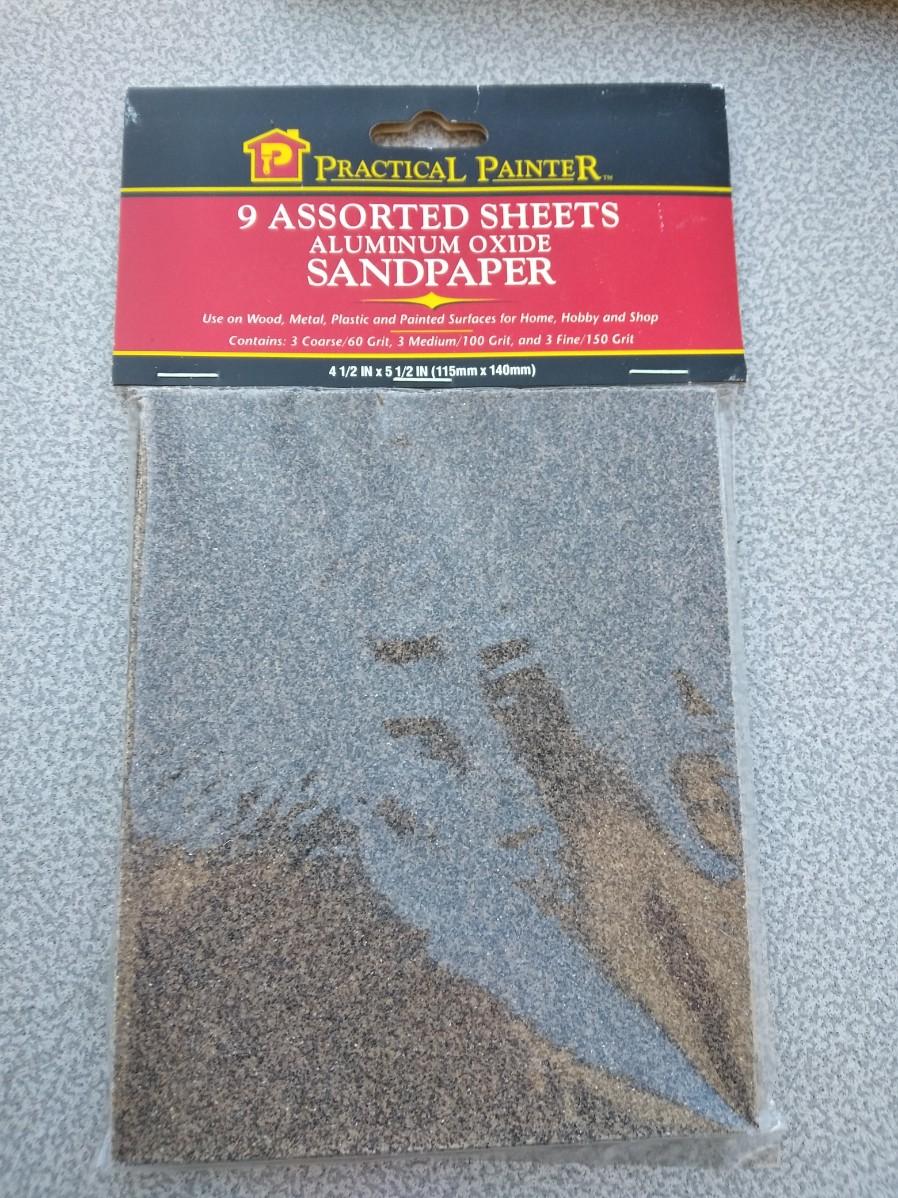 P
PRACTICAL PAINTER™
9 ASSORTED SHEETS
ALUMINUM OXIDE
SANDPAPER
Use on Wood, Metal, Plastic and Painted Surfaces for Home, Hobby and Shop
Contains: 3 Coarse/60 Grit, 3 Medium/100 Grit, and 3 Fine/150 Grit
4 1/2 IN x 5 1/2 IN (115mm x 140mm)